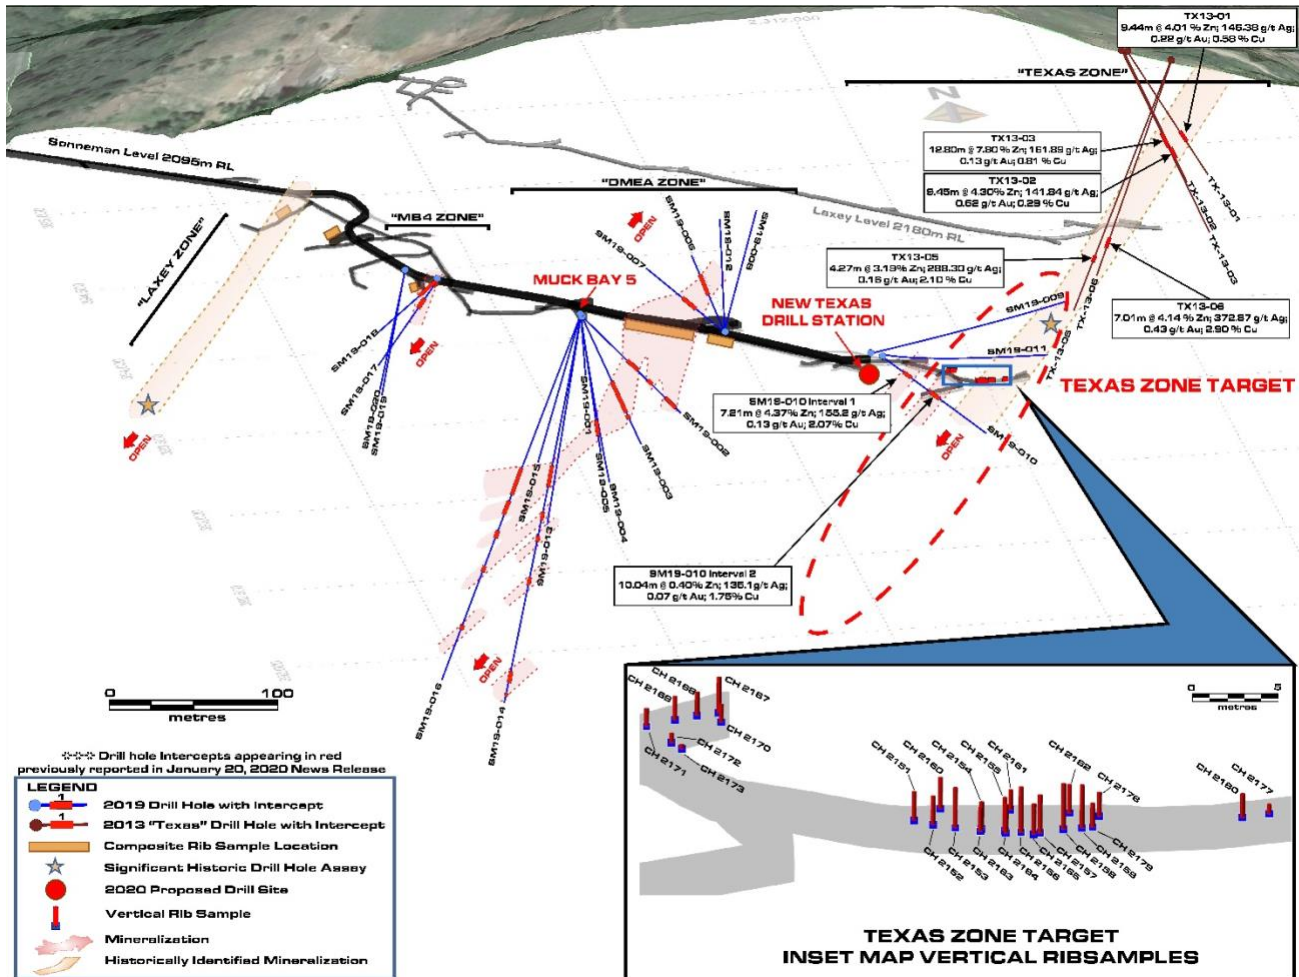 2,312,000
TX13-01
9.44m @ 4.01 % Zn; 146.38 g/t Ag;
0.22 g/t Au; 0.58 % Cu
"TEXAS ZONE"
N
TX13-03
12.80m @ 7.80 % Zn; 161.89 g/t Ag;
0.13 g/t Au; 0.81 % Cu
TX13-02
9.45m @ 4.30% Zn; 141.84 g/t Ag;
0.62 g/t Au; 0.29 % Cu
TX-13-01
TX-13-02
TX-13-03
Sonneman Level 2095m RL
"DMEA ZONE"
"MB4 ZONE"
"LAXEY ZONE"
Laxey Level 2180m RL
OPEN
SM19-006
SM19-007
SM19-012
SM19-008
TX13-05
4.27m @ 3.18% Zn; 288.30 g/t Ag;
0.16 g/t Au; 2.10 % Cu
TX13-06
7.01m @ 4.14 % Zn; 372.87 g/t Ag;
0.43 g/t Au; 2.90 % Cu
TX-13-06
TX-13-05
MUCK BAY 5
NEW TEXAS
DRILL STATION
SM19-009
SM19-011
TEXAS ZONE TARGET
SM19-018
SM19-017
SM19-020
SM19-019
OPEN
OPEN
SM19-001
SM19-002
SM19-003
SM19-004
SM19-005
SM19-015
SM19-013
SM19-016
SM19-014
OPEN
SM19-010 Interval 1
7.21m @ 4.37% Zn; 155.2 g/t Ag;
0.13 g/t Au; 2.07% Cu
SM19-010
OPEN
SM19-010 Interval 2
10.04m @ 0.40% Zn; 136.1g/t Ag;
0.07 g/t Au; 1.76% Cu
0 100
metres
Drill hole Intercepts appearing in red
previously reported in January 20, 2020 News Release
LEGEND
1
2019 Drill Hole with Intercept
1
2013 "Texas" Drill Hole with Intercept
Composite Rib Sample Location
Significant Historic Drill Hole Assay
2020 Proposed Drill Site
Vertical Rib Sample
Mineralization
Historically Identified Mineralization
0 5
metres
CH 2167
CH 2168
CH 2169
CH 2170
CH 2171
CH 2172
CH 2173
CH 2151
CH 2160
CH 2154
CH 2155
CH 2161
CH 2162
CH 2178
CH 2180
CH 2177
CH 2152
CH 2153
CH 2163
CH 2164
CH 2156
CH 2165
CH 2157
CH 2158
CH 2159
CH 2179
TEXAS ZONE TARGET
INSET MAP VERTICAL RIBSAMPLES